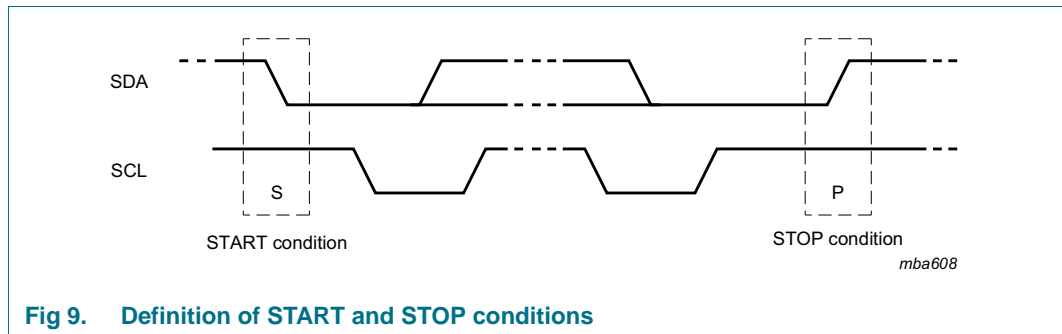 SDA
SCL
S
P
START condition
STOP condition
mba608
Fig 9. Definition of START and STOP conditions